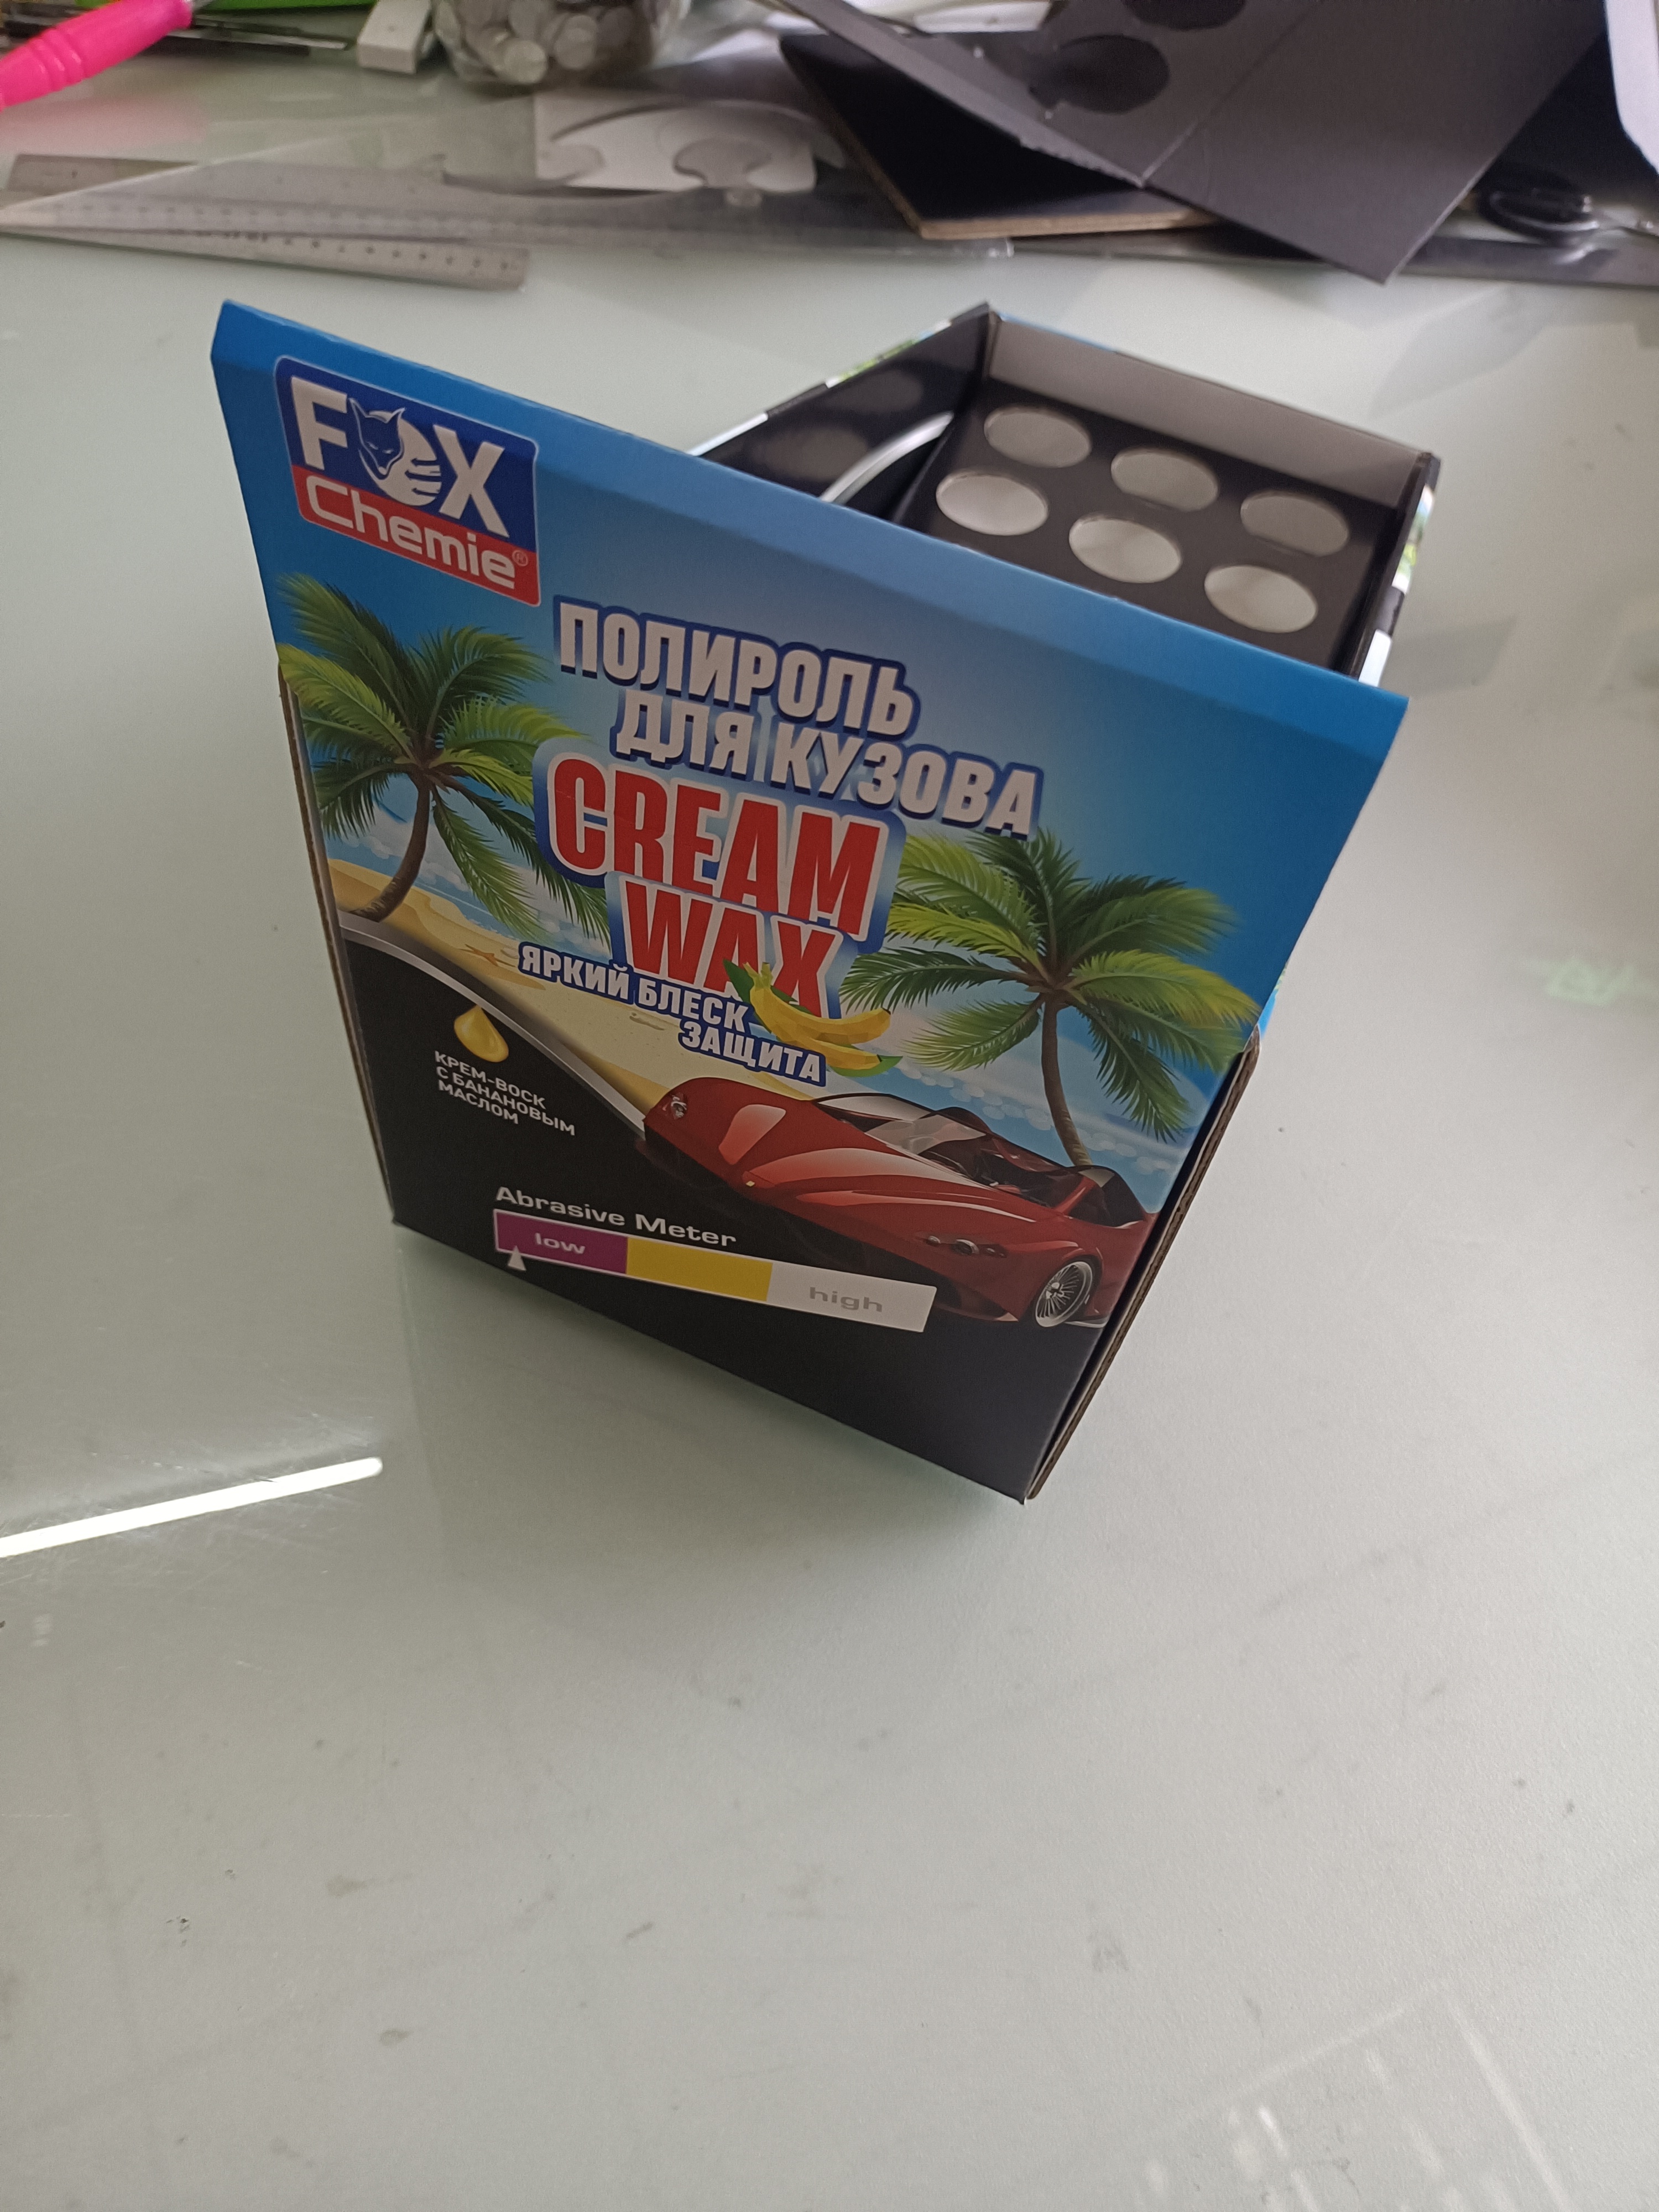 FOX
Chemie®
ПОЛИРОЛЬ
ДЛЯ КУЗОВА
CREAM
WAX
ЯРКИЙ БЛЕСК
ЗАЩИТА
КРЕМ-ВОСК
С БАНАНОВЫМ
МАСЛОМ
Abrasive Meter
low
high